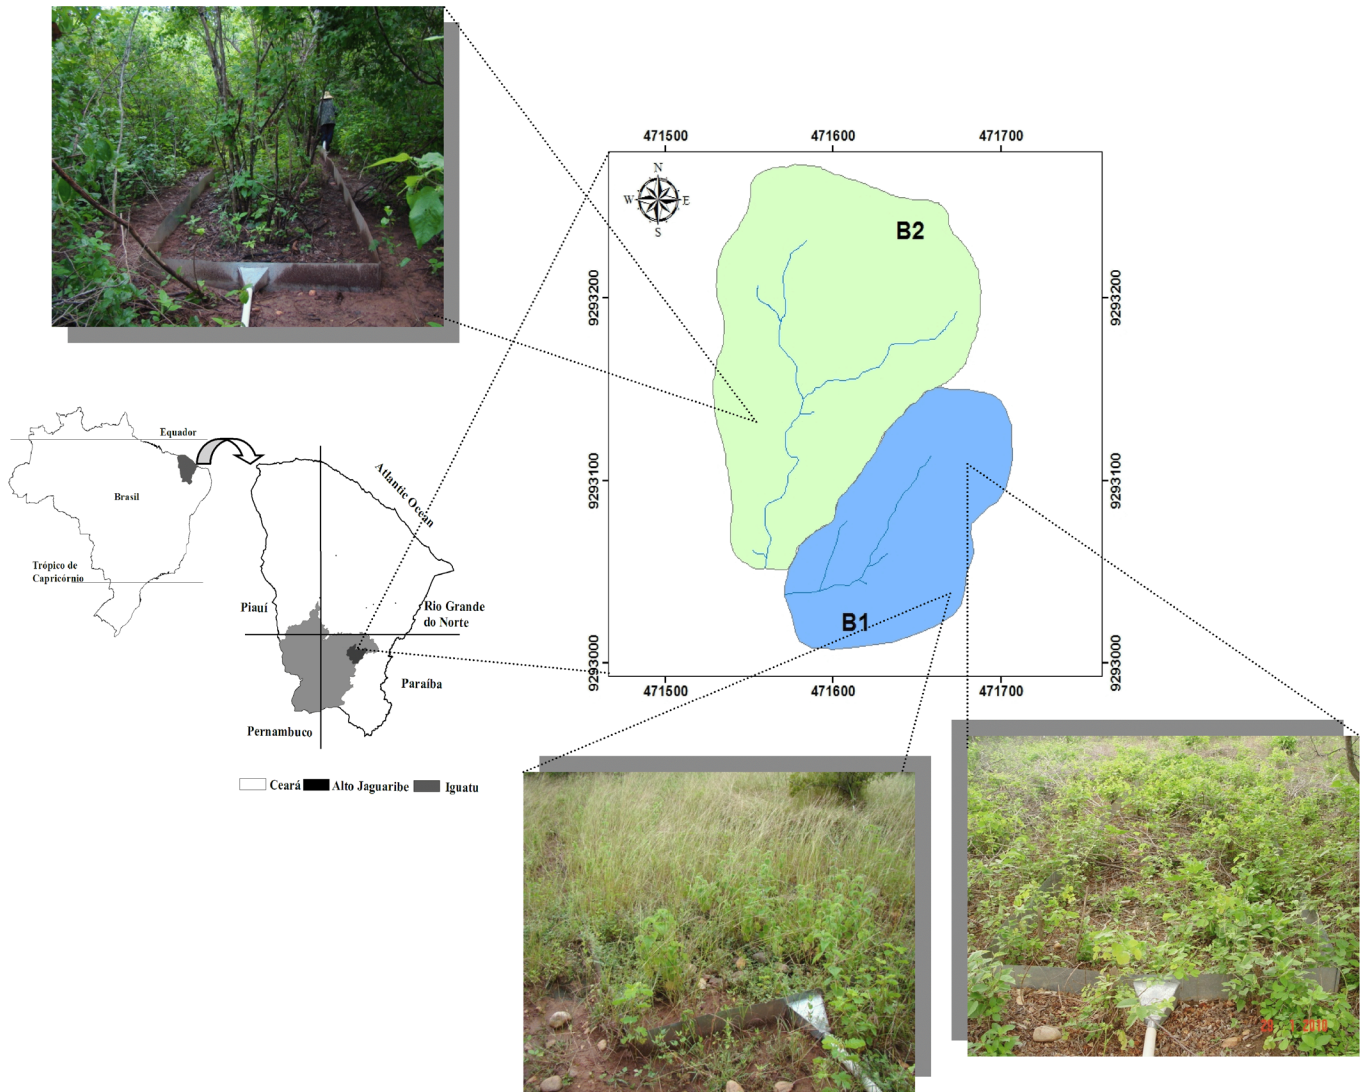 471500
471600
471700
N
W
E
S
B2
9293200
9293200
9293100
9293100
B1
9293000
9293000
471500
471600
471700
Equador
Brasil
Trópico de
Capricórnio
Atlantic Ocean
Piauí
Rio Grande
do Norte
Paraíba
Pernambuco
Ceará
Alto Jaguaribe
Iguatu